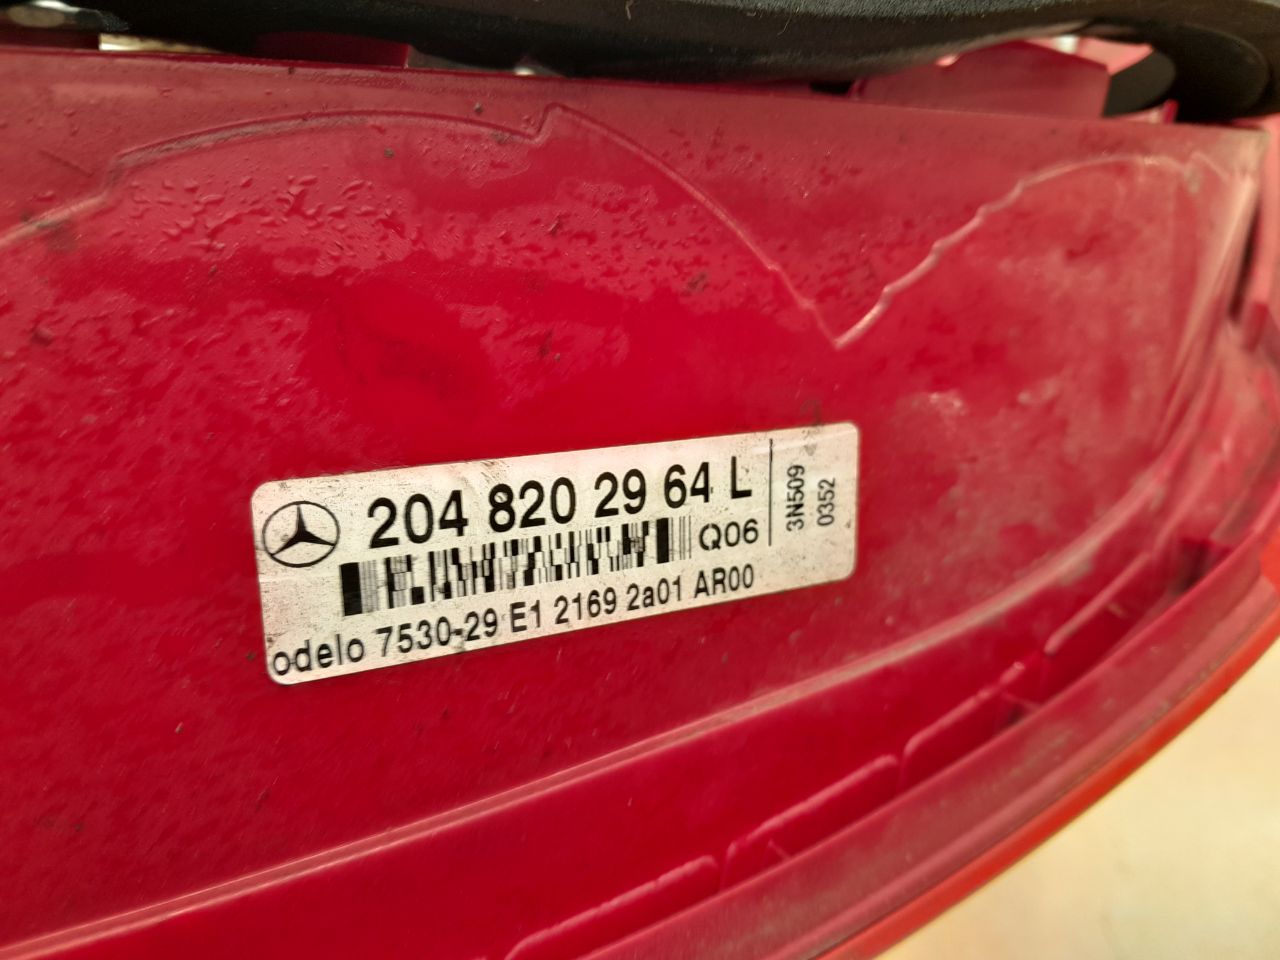 204 820 29 64 L
Q06
odelo 7530-29 E1 2169 2a01 AR00
3N509
0352